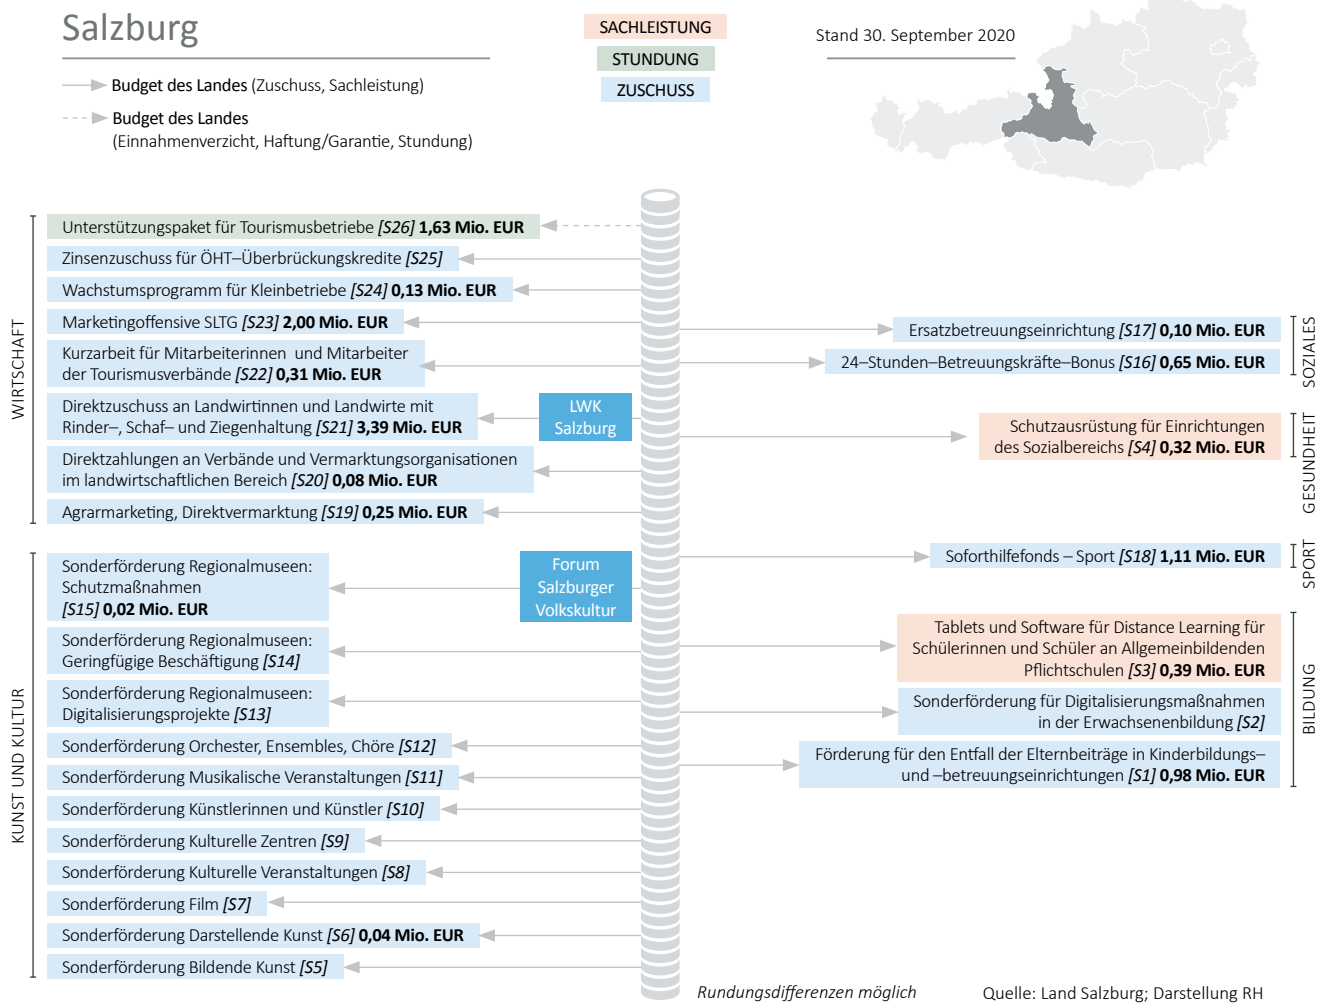 Salzburg
Budget des Landes (Zuschuss, Sachleistung)
Budget des Landes
(Einnahmenverzicht, Haftung/Garantie, Stundung)
SACHLEISTUNG
STUNDUNG
ZUSCHUSS
Stand 30. September 2020
WIRTSCHAFT
Unterstützungspaket für Tourismusbetriebe [S26] 1,63 Mio. EUR
Zinsenzuschuss für ÖHT–Überbrückungskredite [S25]
Wachstumsprogramm für Kleinbetriebe [S24] 0,13 Mio. EUR
Marketingoffensive SLTG [S23] 2,00 Mio. EUR
Kurzarbeit für Mitarbeiterinnen und Mitarbeiter
der Tourismusverbände [S22] 0,31 Mio. EUR
Direktzuschuss an Landwirtinnen und Landwirte mit
Rinder–, Schaf– und Ziegenhaltung [S21] 3,39 Mio. EUR
LWK
Salzburg
Direktzahlungen an Verbände und Vermarktungsorganisationen
im landwirtschaftlichen Bereich [S20] 0,08 Mio. EUR
Agrarmarketing, Direktvermarktung [S19] 0,25 Mio. EUR
KUNST UND KULTUR
Sonderförderung Regionalmuseen:
Schutzmaßnahmen
[S15] 0,02 Mio. EUR
Forum
Salzburger
Volkskultur
Sonderförderung Regionalmuseen:
Geringfügige Beschäftigung [S14]
Sonderförderung Regionalmuseen:
Digitalisierungsprojekte [S13]
Sonderförderung Orchester, Ensembles, Chöre [S12]
Sonderförderung Musikalische Veranstaltungen [S11]
Sonderförderung Künstlerinnen und Künstler [S10]
Sonderförderung Kulturelle Zentren [S9]
Sonderförderung Kulturelle Veranstaltungen [S8]
Sonderförderung Film [S7]
Sonderförderung Darstellende Kunst [S6] 0,04 Mio. EUR
Sonderförderung Bildende Kunst [S5]
SOZIALES
Ersatzbetreuungseinrichtung [S17] 0,10 Mio. EUR
24–Stunden–Betreuungskräfte–Bonus [S16] 0,65 Mio. EUR
GESUNDHEIT
Schutzausrüstung für Einrichtungen
des Sozialbereichs [S4] 0,32 Mio. EUR
SPORT
Soforthilfefonds – Sport [S18] 1,11 Mio. EUR
BILDUNG
Tablets und Software für Distance Learning für
Schülerinnen und Schüler an Allgemeinbildenden
Pflichtschulen [S3] 0,39 Mio. EUR
Sonderförderung für Digitalisierungsmaßnahmen
in der Erwachsenenbildung [S2]
Förderung für den Entfall der Elternbeiträge in Kinderbildungs–
und –betreuungseinrichtungen [S1] 0,98 Mio. EUR
Rundungsdifferenzen möglich
Quelle: Land Salzburg; Darstellung RH